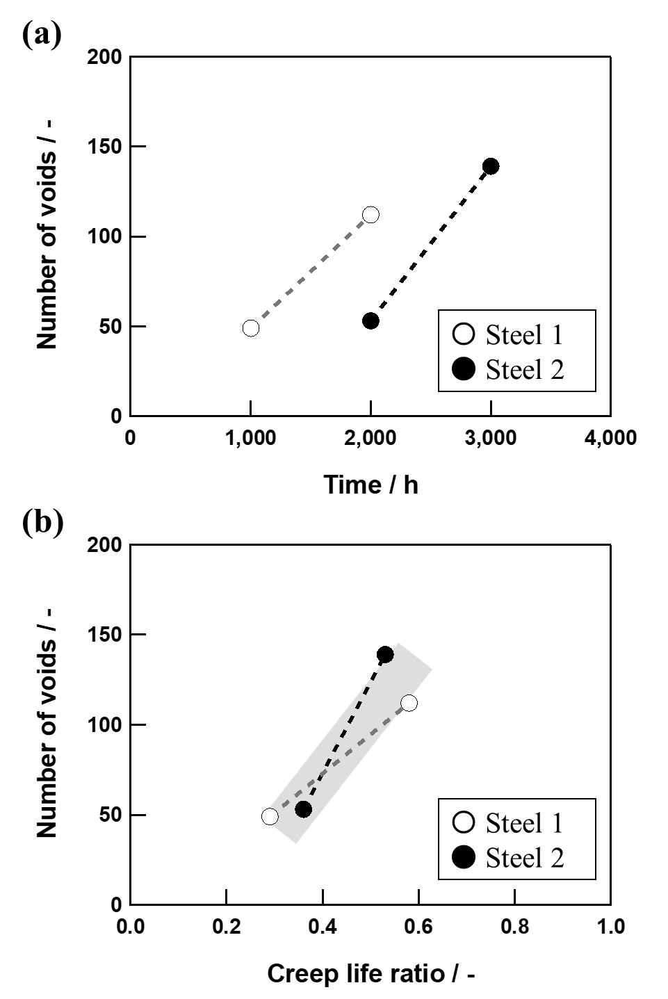 (a)
200
150
100
50
0
0 1,000 2,000 3,000 4,000
Number of voids / -
Time / h
Steel 1
Steel 2
(b)
200
150
100
50
0
0.0 0.2 0.4 0.6 0.8 1.0
Number of voids / -
Creep life ratio / -
Steel 1
Steel 2